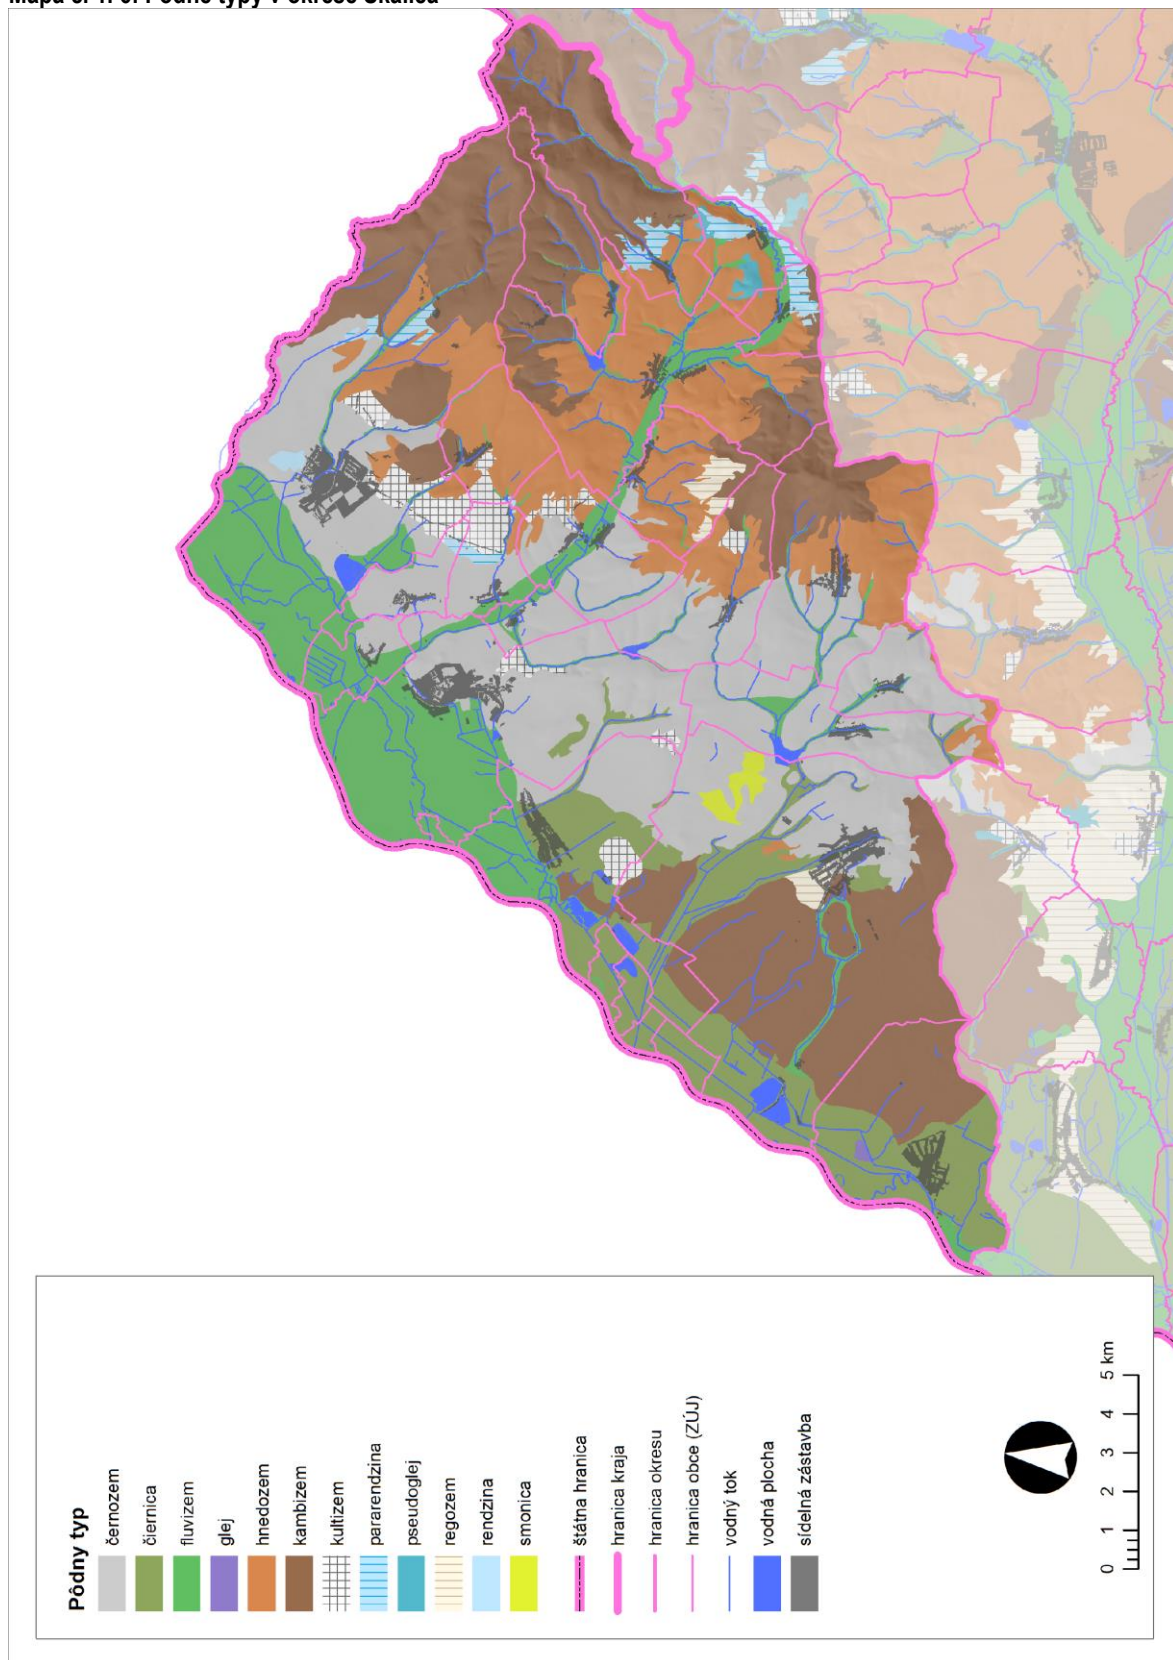 Pôdny typ
černozem
čiernica
fluvizem
glej
hnedozem
kambizem
kultizem
pararendzina
pseudoglej
regozem
rendzina
smonica
štátna hranica
hranica kraja
hranica okresu
hranica obce (ZÚJ)
vodný tok
vodná plocha
sídelná zástavba
0 1 2 3 4 5 km